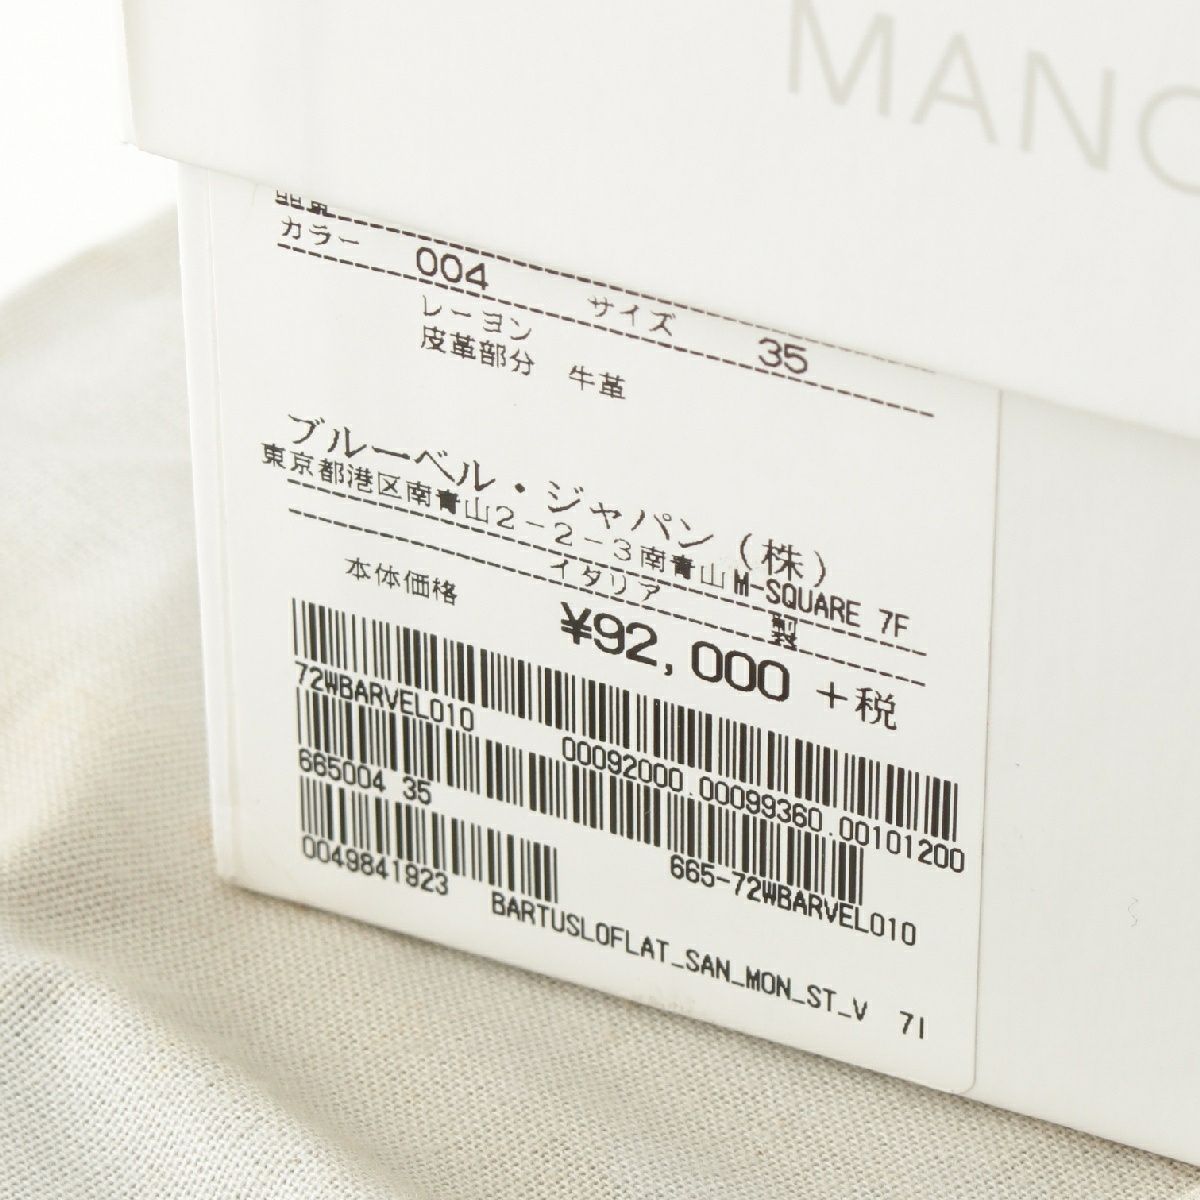 MANO
カラー 004 サイズ 35
レーヨン
皮革部分 牛革
ブルーベル・ジャパン(株)
東京都港区南青山2-2-3南青山M-SQUARE 7F
イタリア 製
本体価格 ¥92,000 +税
72WBARVEL010 00092000.00099360.00101200
665004 35 665-72WBARVEL010
0049841823 BARTUSLOFLAT_SAN_MON_ST_V 7I